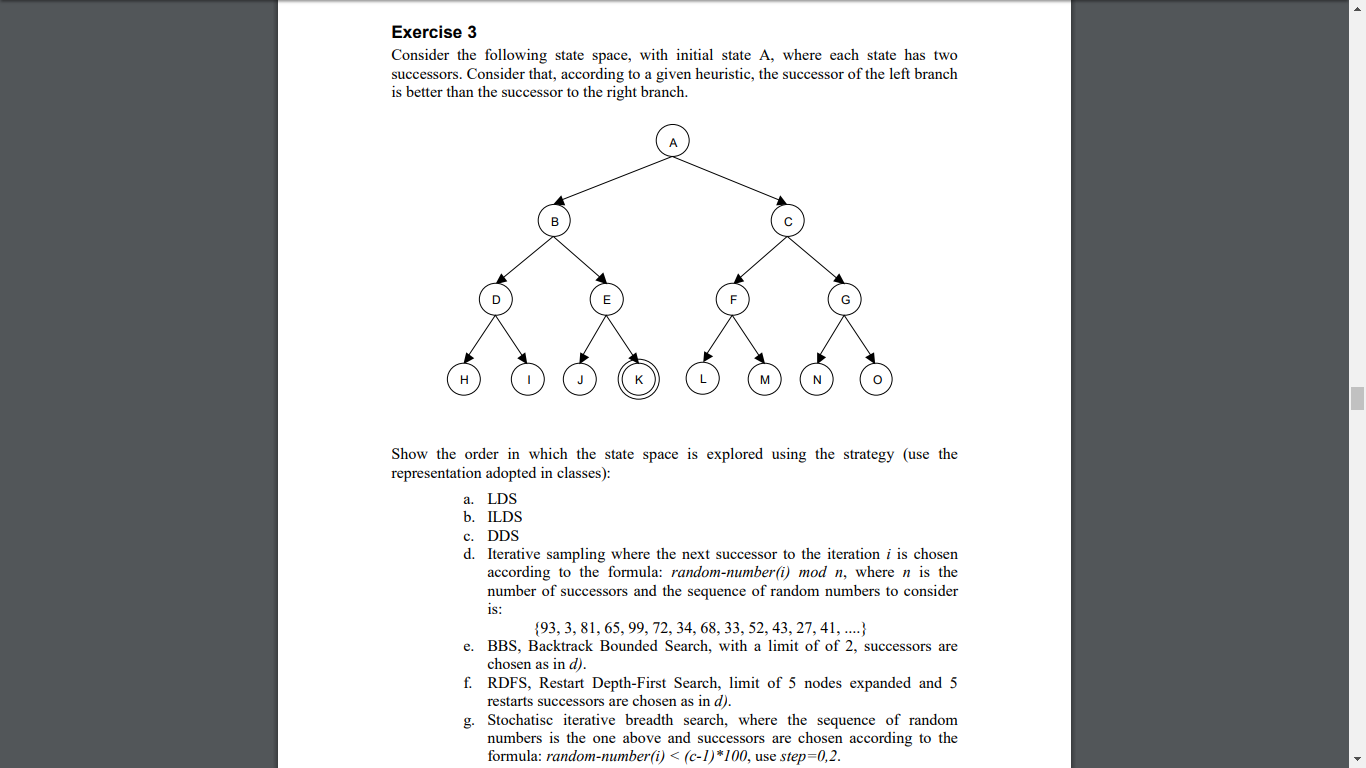 Exercise 3
Consider the following state space, with initial state A, where each state has two
successors. Consider that, according to a given heuristic, the successor of the left branch
is better than the successor to the right branch.
A
B C
D E F G
H I J K L M N O
Show the order in which the state space is explored using the strategy (use the
representation adopted in classes):
a. LDS
b. ILDS
c. DDS
d. Iterative sampling where the next successor to the iteration i is chosen
according to the formula: random-number(i) mod n, where n is the
number of successors and the sequence of random numbers to consider
is:
{93, 3, 81, 65, 99, 72, 34, 68, 33, 52, 43, 27, 41, ....}
e. BBS, Backtrack Bounded Search, with a limit of of 2, successors are
chosen as in d).
f. RDFS, Restart Depth-First Search, limit of 5 nodes expanded and 5
restarts successors are chosen as in d).
g. Stochatisc iterative breadth search, where the sequence of random
numbers is the one above and successors are chosen according to the
formula: random-number(i) < (c-1)*100, use step=0,2.